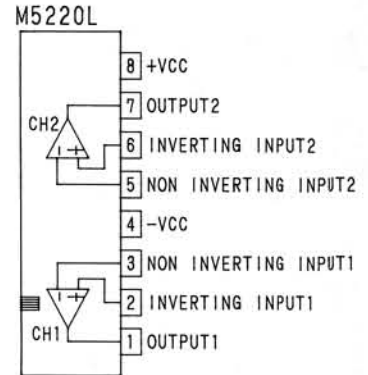 M5220L
8 +VCC
7 OUTPUT2
CH2
6 INVERTING INPUT2
5 NON INVERTING INPUT2
4 -VCC
3 NON INVERTING INPUT1
2 INVERTING INPUT1
CH1
1 OUTPUT1